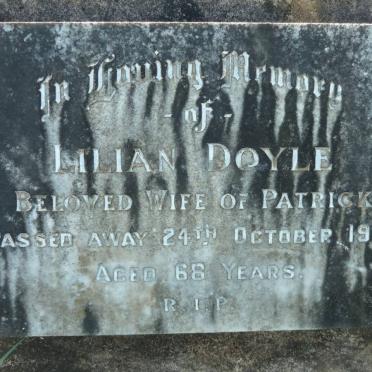 In Loving Memory
- of -
LILIAN DOYLE
BELOVED WIFE OF PATRICK
PASSED AWAY 24TH OCTOBER 19
AGED 68 YEARS.
R.I.P.